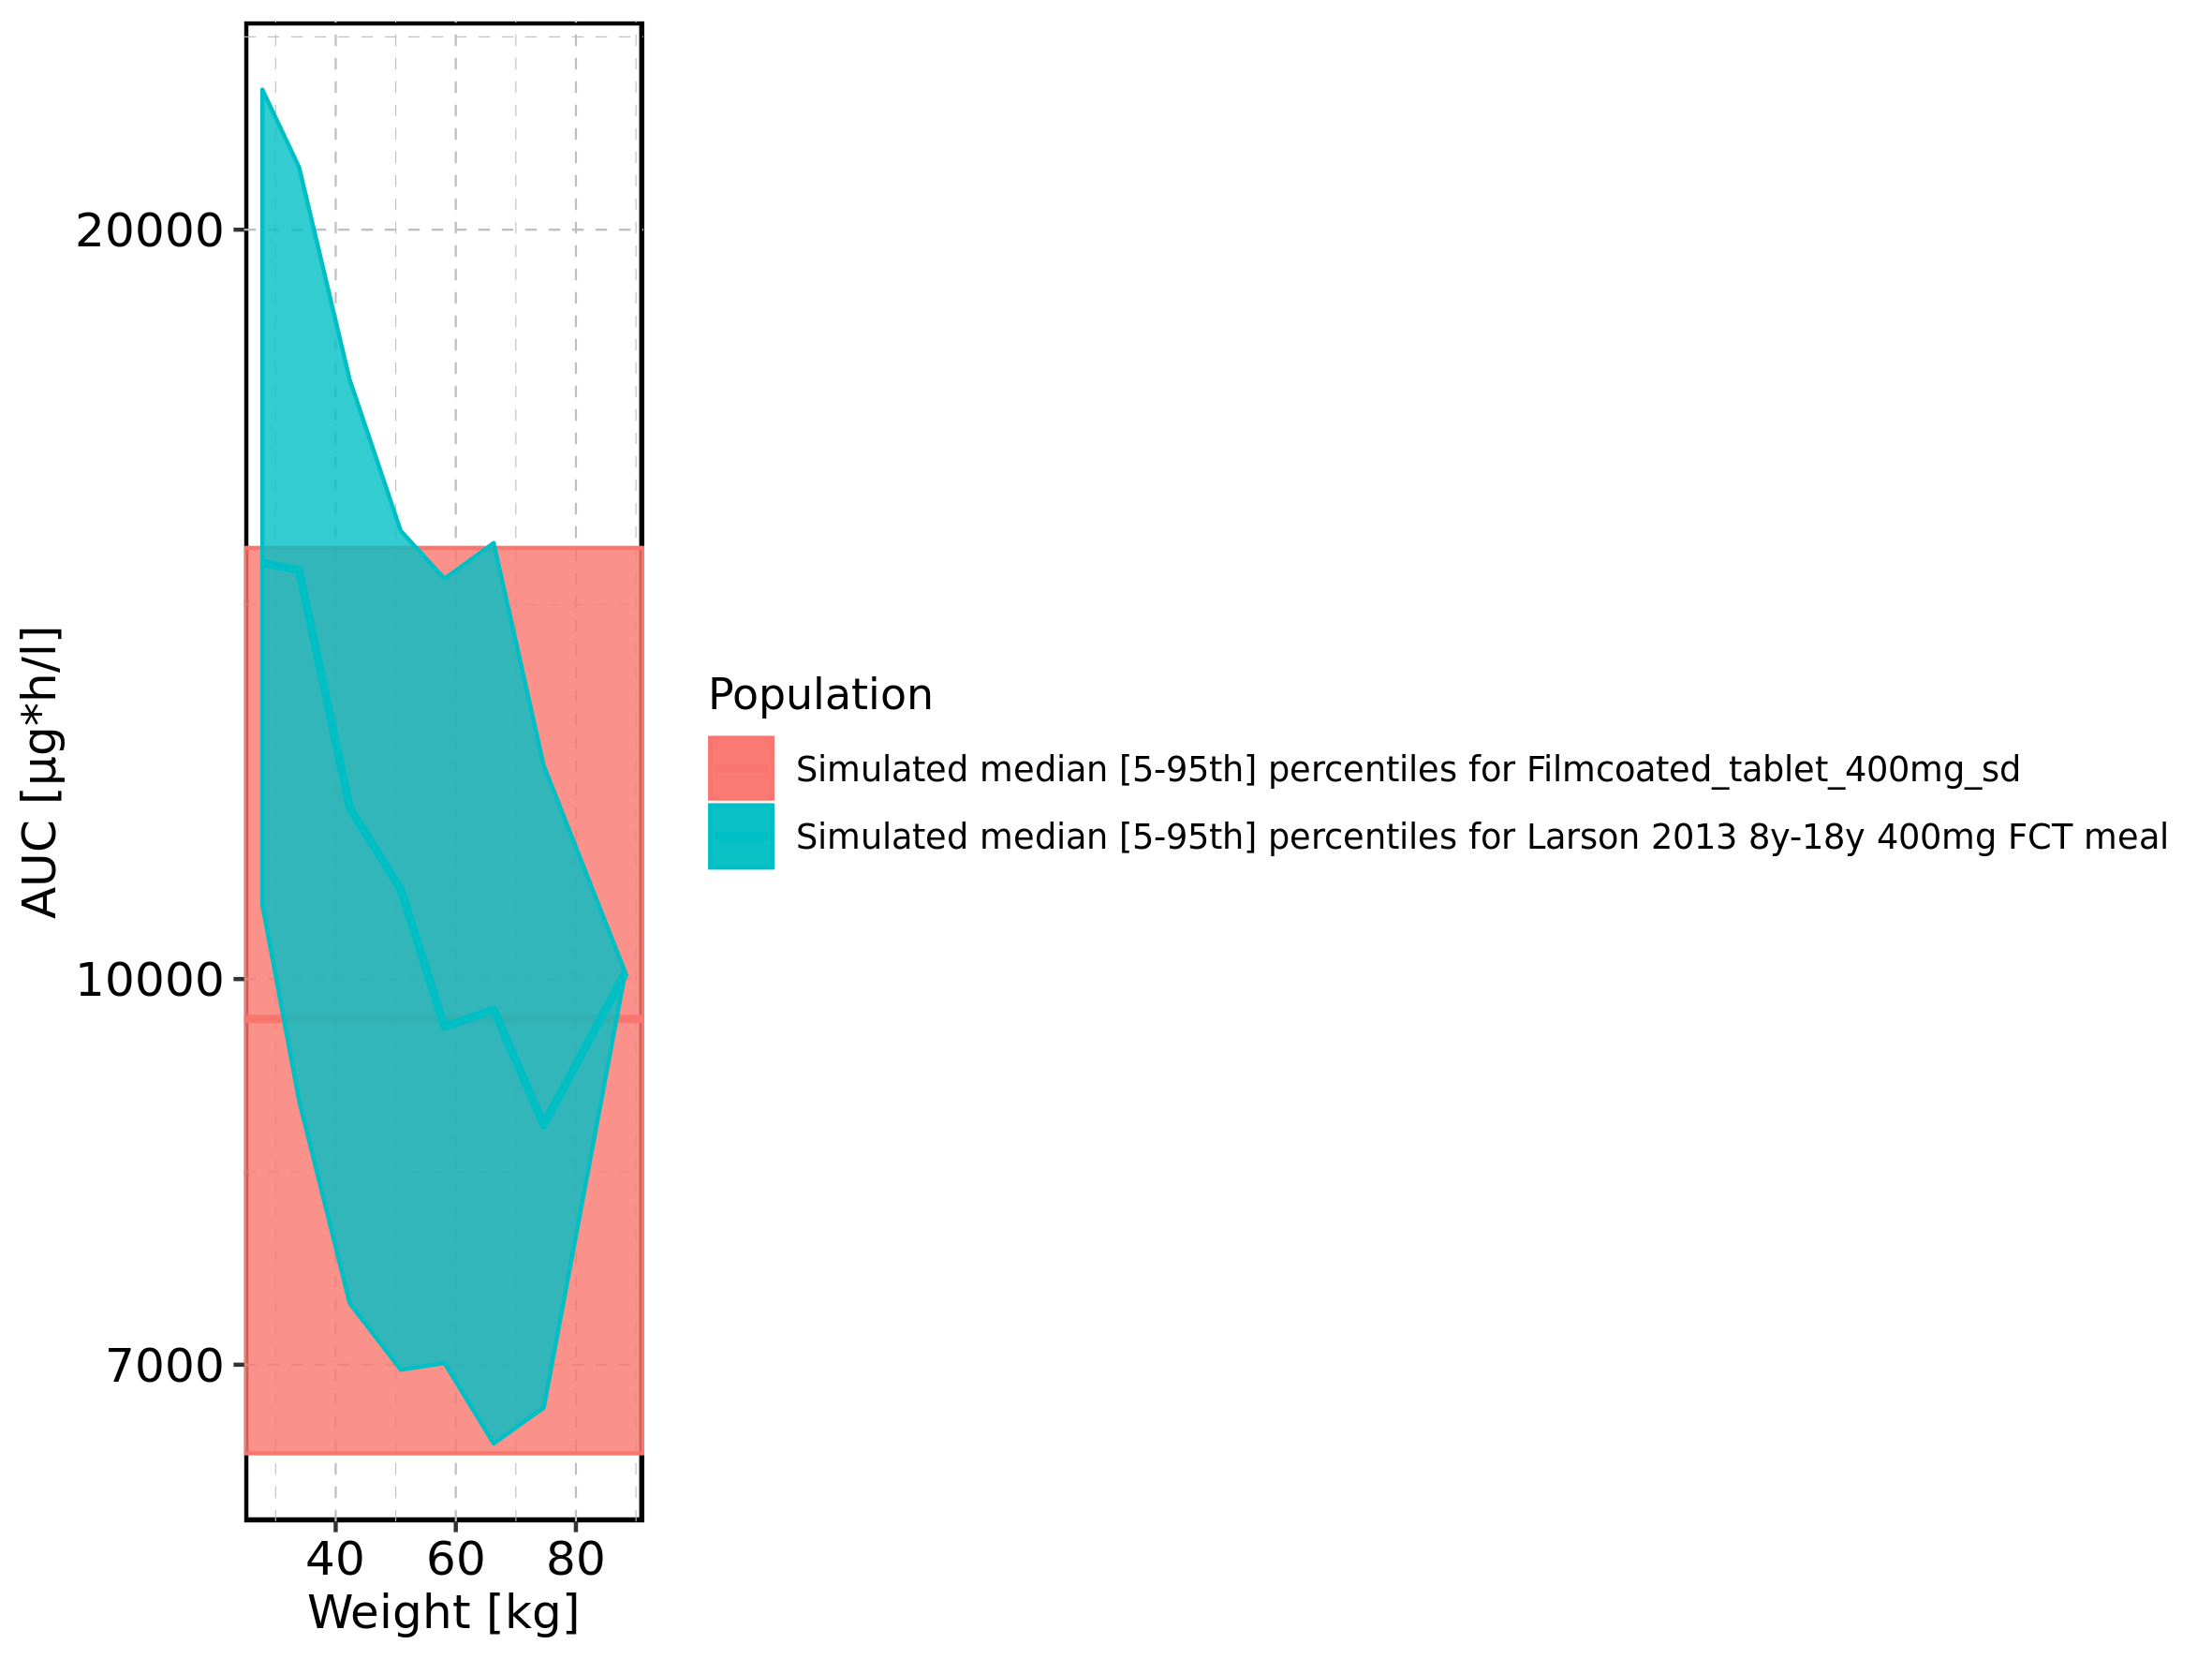 20000
10000
7000
AUC [µg*h/l]
40 60 80
Weight [kg]
Population
Simulated median [5-95th] percentiles for Filmcoated_tablet_400mg_sd
Simulated median [5-95th] percentiles for Larson 2013 8y-18y 400mg FCT meal